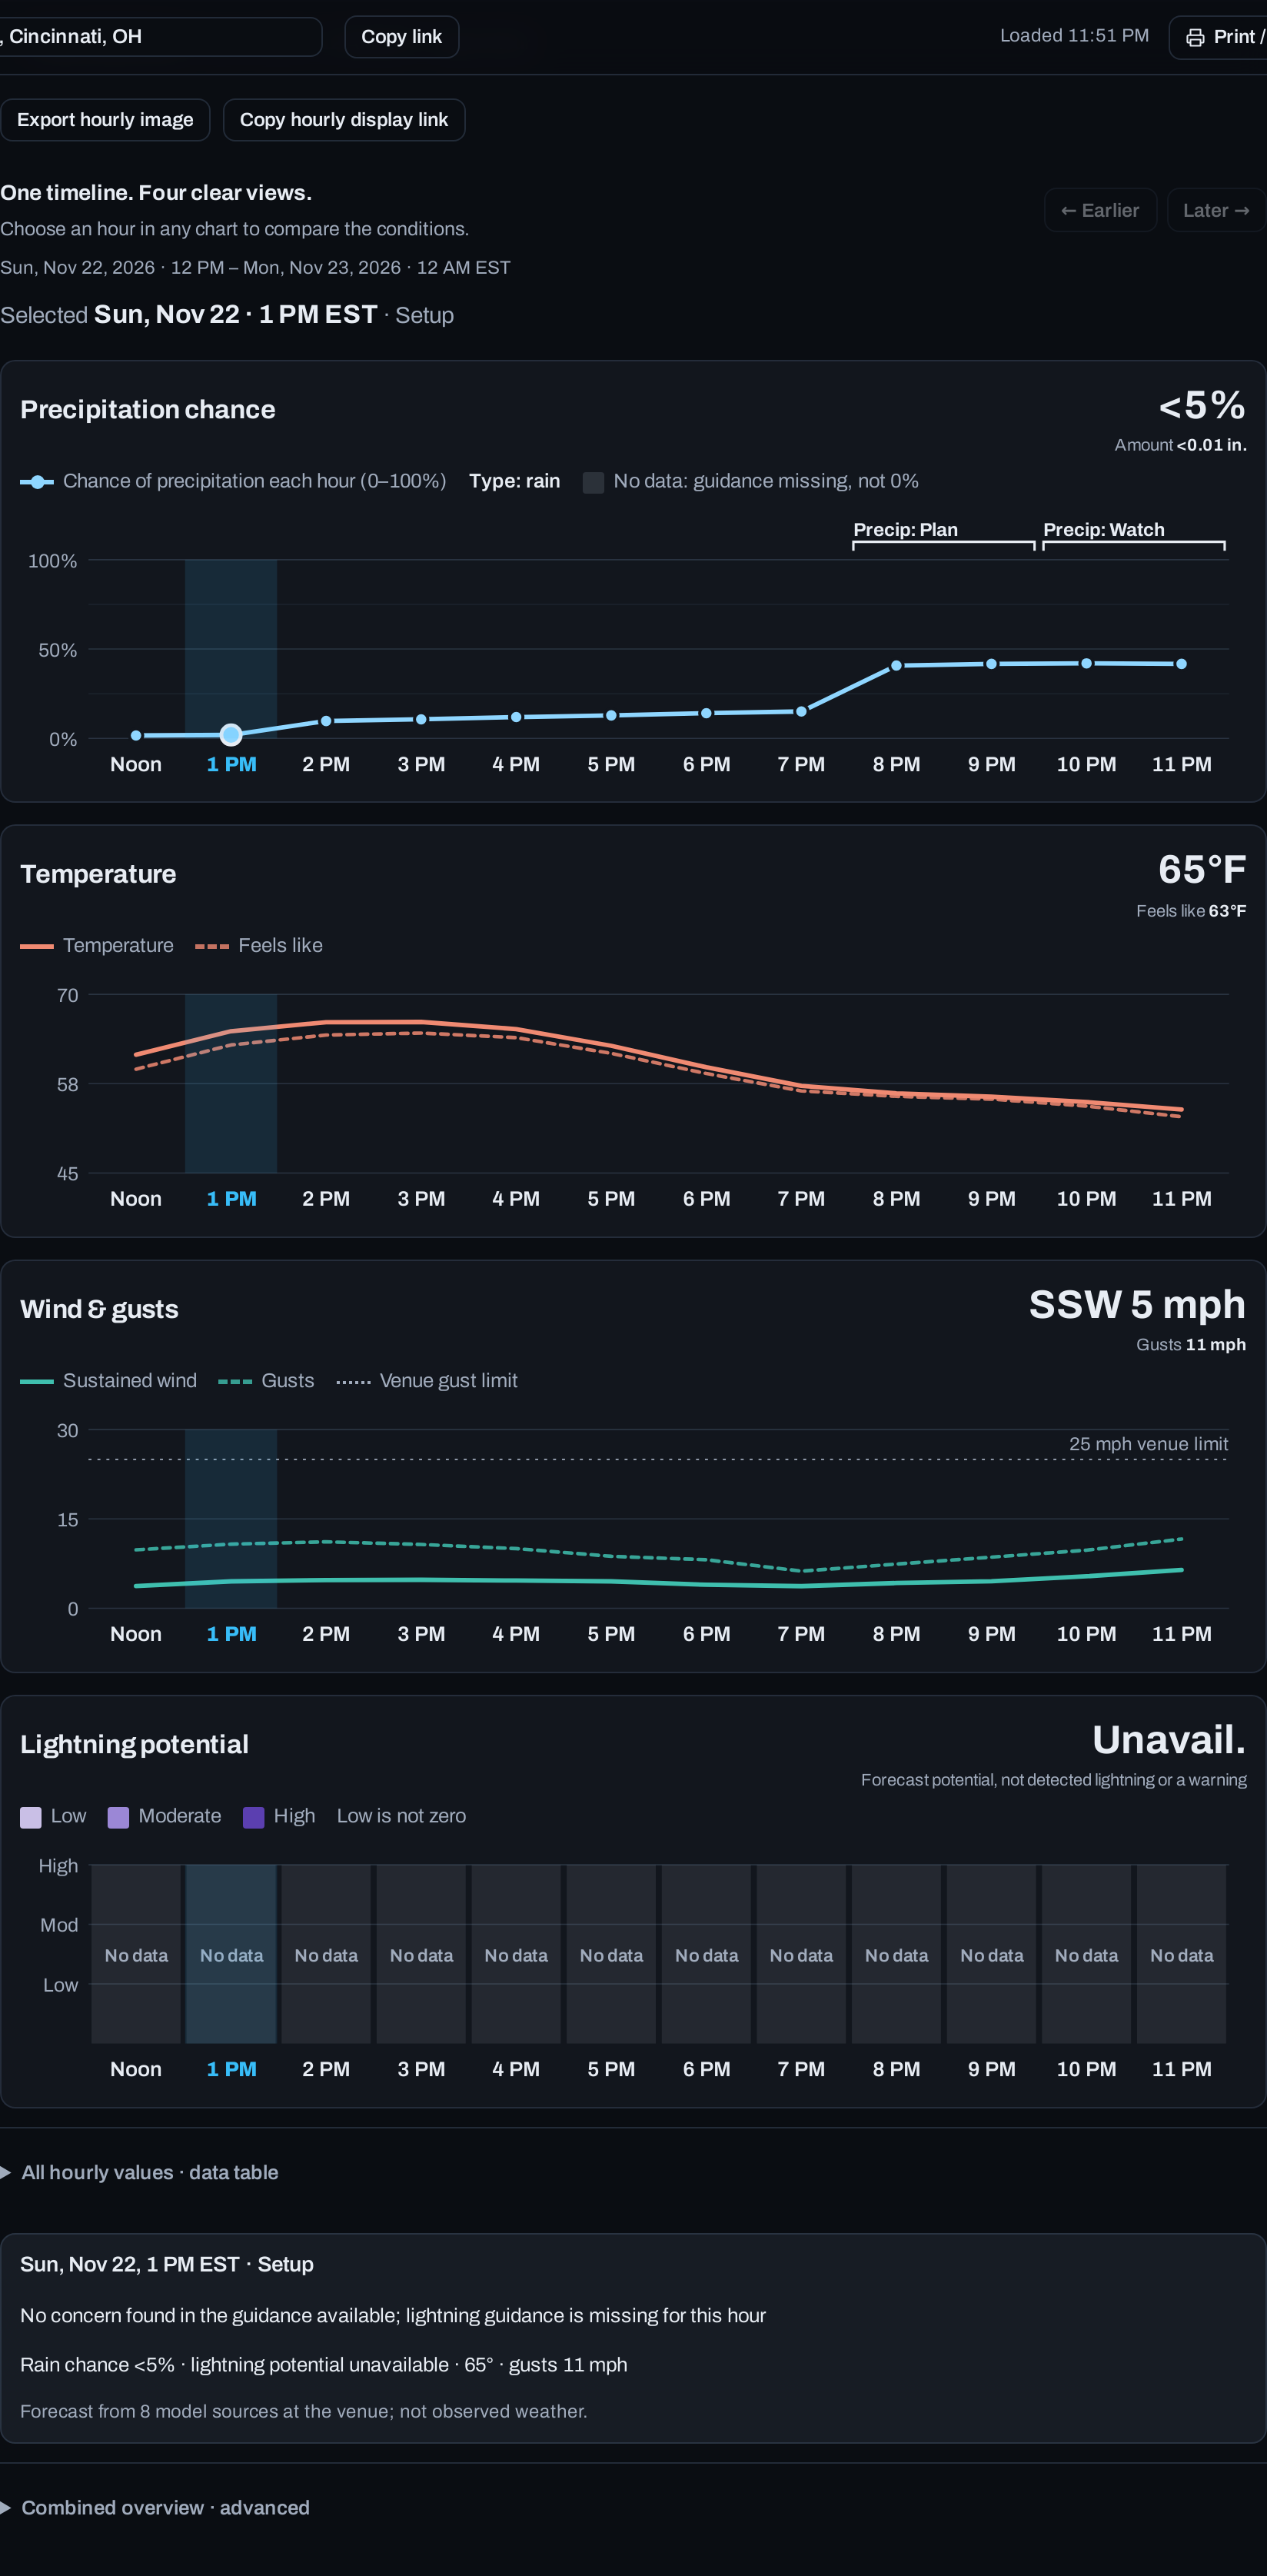 , Cincinnati, OH
Copy link
Loaded 11:51 PM
Print /
Export hourly image
Copy hourly display link
One timeline. Four clear views.
Choose an hour in any chart to compare the conditions.
Sun, Nov 22, 2026 · 12 PM – Mon, Nov 23, 2026 · 12 AM EST
← Earlier
Later →
Selected Sun, Nov 22 · 1 PM EST · Setup
Precipitation chance
<5%
Amount <0.01 in.
Chance of precipitation each hour (0–100%)
Type: rain
No data: guidance missing, not 0%
Precip: Plan
Precip: Watch
100%
50%
0%
Noon 1 PM 2 PM 3 PM 4 PM 5 PM 6 PM 7 PM 8 PM 9 PM 10 PM 11 PM
Temperature
65°F
Feels like 63°F
Temperature
Feels like
70
58
45
Noon 1 PM 2 PM 3 PM 4 PM 5 PM 6 PM 7 PM 8 PM 9 PM 10 PM 11 PM
Wind & gusts
SSW 5 mph
Gusts 11 mph
Sustained wind
Gusts
Venue gust limit
30
25 mph venue limit
15
0
Noon 1 PM 2 PM 3 PM 4 PM 5 PM 6 PM 7 PM 8 PM 9 PM 10 PM 11 PM
Lightning potential
Unavail.
Forecast potential, not detected lightning or a warning
Low
Moderate
High
Low is not zero
High
Mod
No data No data No data No data No data No data No data No data No data No data No data No data
Low
Noon 1 PM 2 PM 3 PM 4 PM 5 PM 6 PM 7 PM 8 PM 9 PM 10 PM 11 PM
All hourly values · data table
Sun, Nov 22, 1 PM EST · Setup
No concern found in the guidance available; lightning guidance is missing for this hour
Rain chance <5% · lightning potential unavailable · 65° · gusts 11 mph
Forecast from 8 model sources at the venue; not observed weather.
Combined overview · advanced